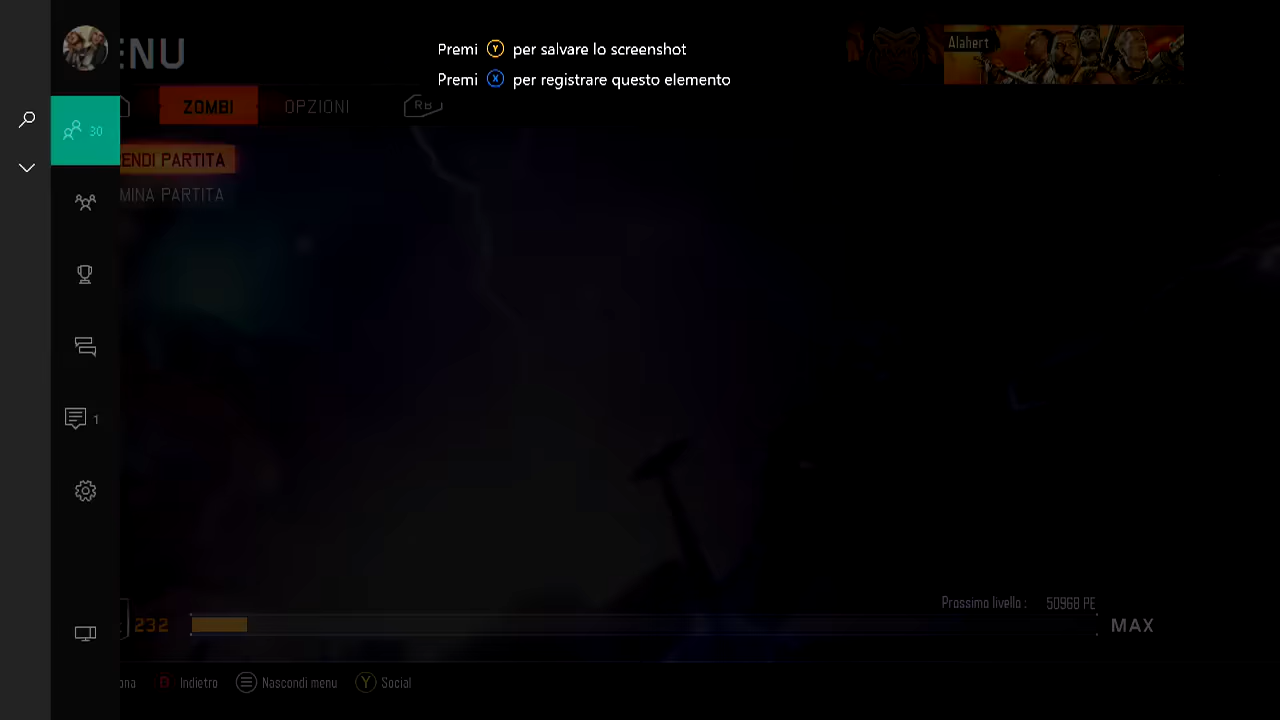 ENU
Premi Y per salvare lo screenshot
Premi X per registrare questo elemento
Alahert
30
ZOMBI
OPZIONI
RB
ENDI PARTITA
MINA PARTITA
1
Prossimo livello : 50968 PE
232
MAX
ona
B Indietro
Nascondi menu
Y Social